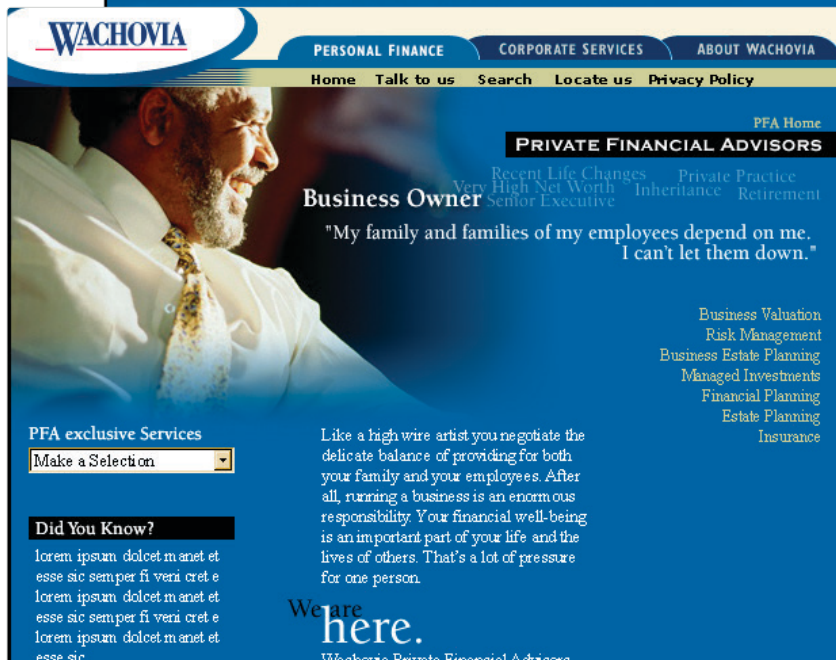 WACHOVIA
PERSONAL FINANCE CORPORATE SERVICES ABOUT WACHOVIA
Home Talk to us Search Locate us Privacy Policy
PFA Home
PRIVATE FINANCIAL ADVISORS
Recent Life Changes Private Practice
Very High Net Worth Inheritance Retirement
Business Owner Senior Executive
"My family and families of my employees depend on me.
I can't let them down."
Business Valuation
Risk Management
Business Estate Planning
Managed Investments
Financial Planning
Estate Planning
Insurance
PFA exclusive Services
Make a Selection
Did You Know?
lorem ipsum dolcet manet et
esse sic semper fi veni cret e
lorem ipsum dolcet manet et
esse sic semper fi veni cret e
lorem ipsum dolcet manet et
esse sic
Like a high wire artist you negotiate the
delicate balance of providing for both
your family and your employees. After
all, running a business is an enormous
responsibility. Your financial well-being
is an important part of your life and the
lives of others. That's a lot of pressure
for one person.
We are
here.
Wachovia Private Financial Advisors